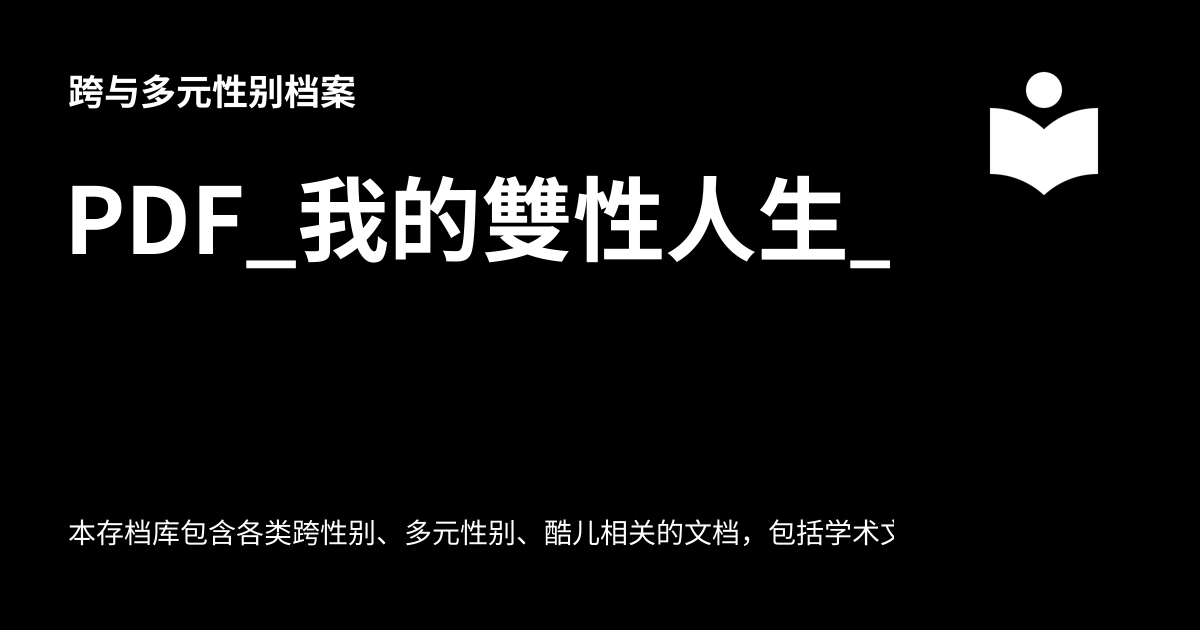 跨与多元性别档案
PDF_我的雙性人生_
本存档库包含各类跨性别、多元性别、酷儿相关的文档，包括学术